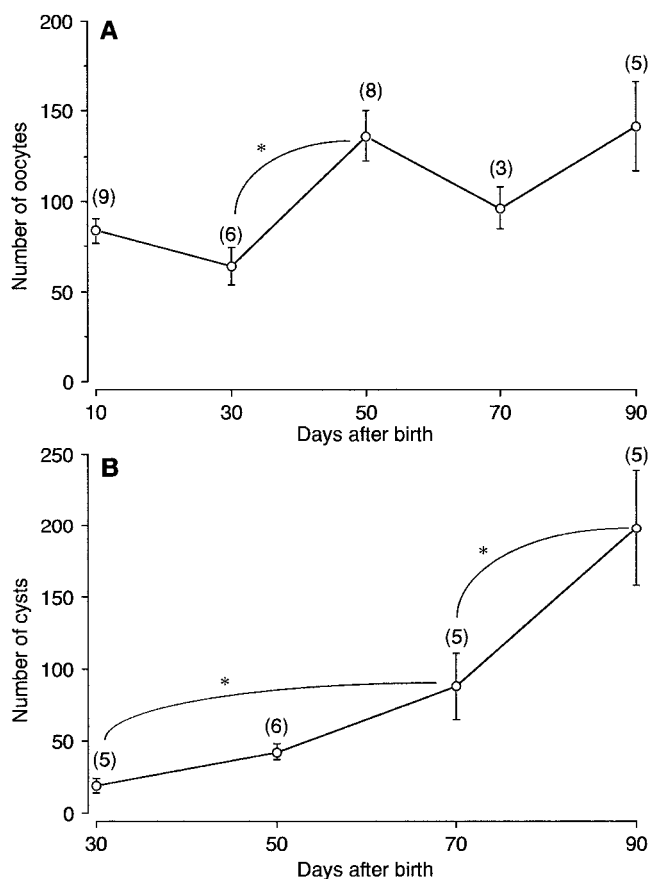 A
Number of oocytes
200
150
100
50
0
(9)
(6)
*
(8)
(3)
(5)
10 30 50 70 90
Days after birth
B
Number of cysts
250
200
150
100
50
0
(5)
*
(6)
(5)
*
(5)
30 50 70 90
Days after birth